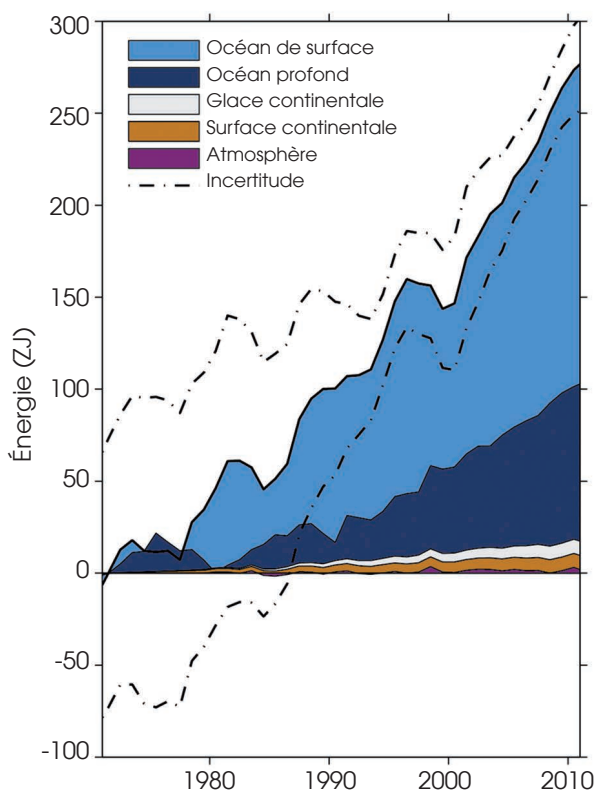 Énergie (ZJ)
300
250
200
150
100
50
0
-50
-100
Océan de surface
Océan profond
Glace continentale
Surface continentale
Atmosphère
Incertitude
1980
1990
2000
2010